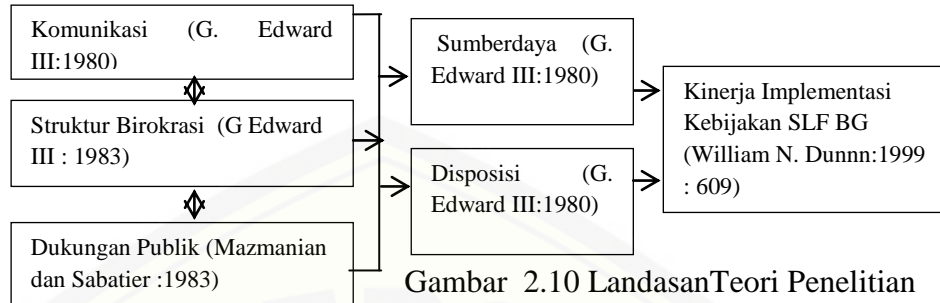 Komunikasi (G. Edward
III:1980)
Struktur Birokrasi (G Edward
III : 1983)
Dukungan Publik (Mazmanian
dan Sabatier :1983)
Sumberdaya (G.
Edward III:1980)
Disposisi (G.
Edward III:1980)
Kinerja Implementasi
Kebijakan SLF BG
(William N. Dunnn:1999
: 609)
Gambar 2.10 LandasanTeori Penelitian